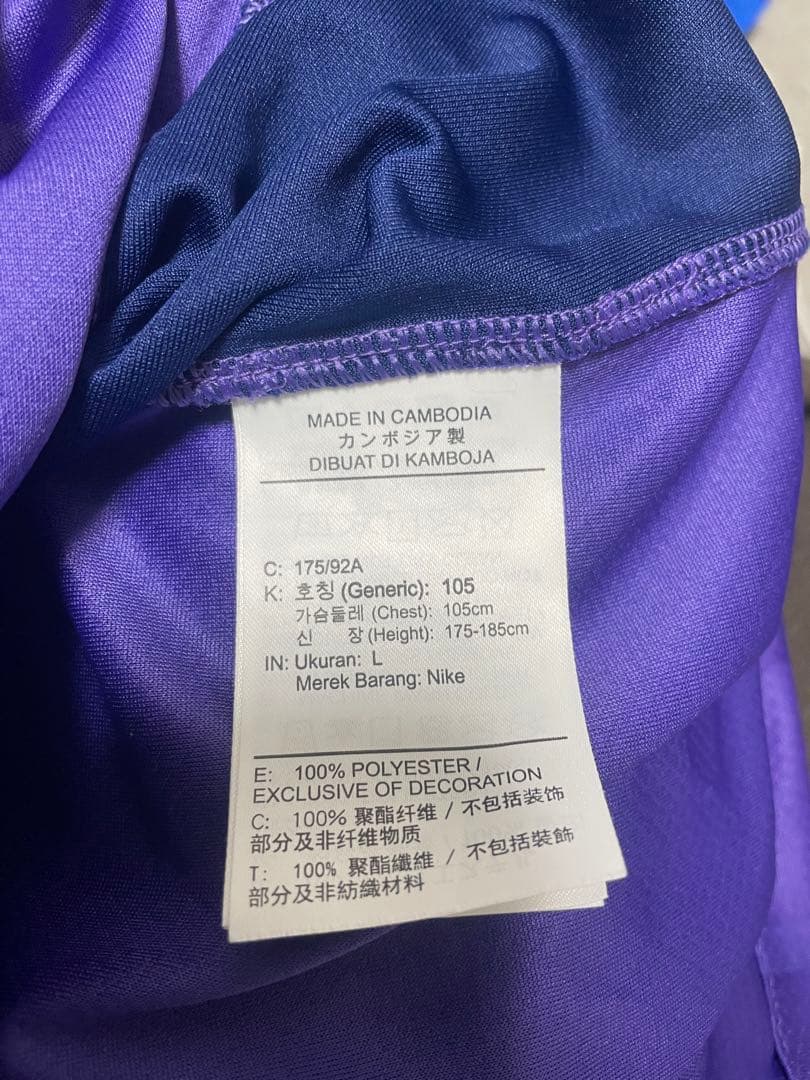 MADE IN CAMBODIA
カンボジア製
DIBUAT DI KAMBOJA
C: 175/92A
K: 호칭 (Generic): 105
가슴둘레 (Chest): 105cm
신 장 (Height): 175-185cm
IN: Ukuran: L
Merek Barang: Nike
E: 100% POLYESTER /
EXCLUSIVE OF DECORATION
C: 100% 聚酯纤维 / 不包括装饰
部分及非纤维物质
T: 100% 聚酯纖維 / 不包括裝飾
部分及非紡織材料